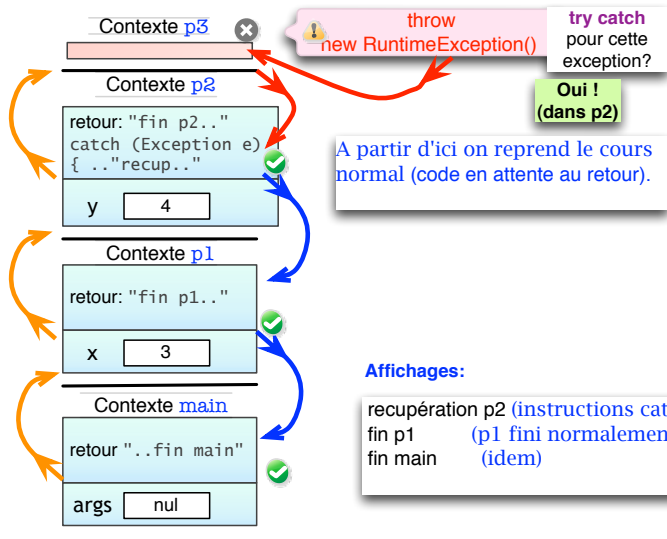 Contexte p3
throw
new RuntimeException()
try catch
pour cette
exception?
Oui !
(dans p2)
Contexte p2
retour: "fin p2.."
catch (Exception e)
{ .."recup.."
y 4
A partir d'ici on reprend le cours
normal (code en attente au retour).
Contexte p1
retour: "fin p1.."
x 3
Contexte main
retour "..fin main"
args nul
Affichages:
recupération p2 (instructions cat
fin p1 (p1 fini normalemen
fin main (idem)